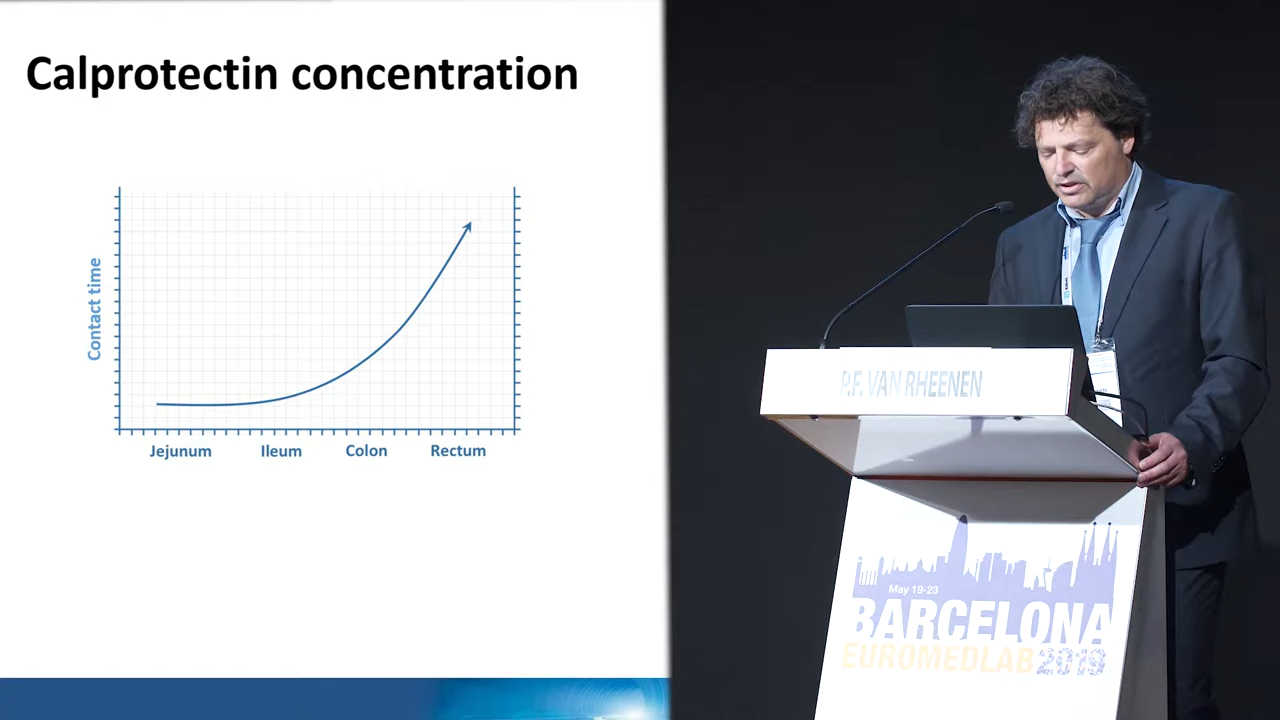 Calprotectin concentration
Contact time
Jejunum Ileum Colon Rectum
P.F. VAN RHEENEN
May 19-23
BARCELONA
EUROMEDLAB 2019